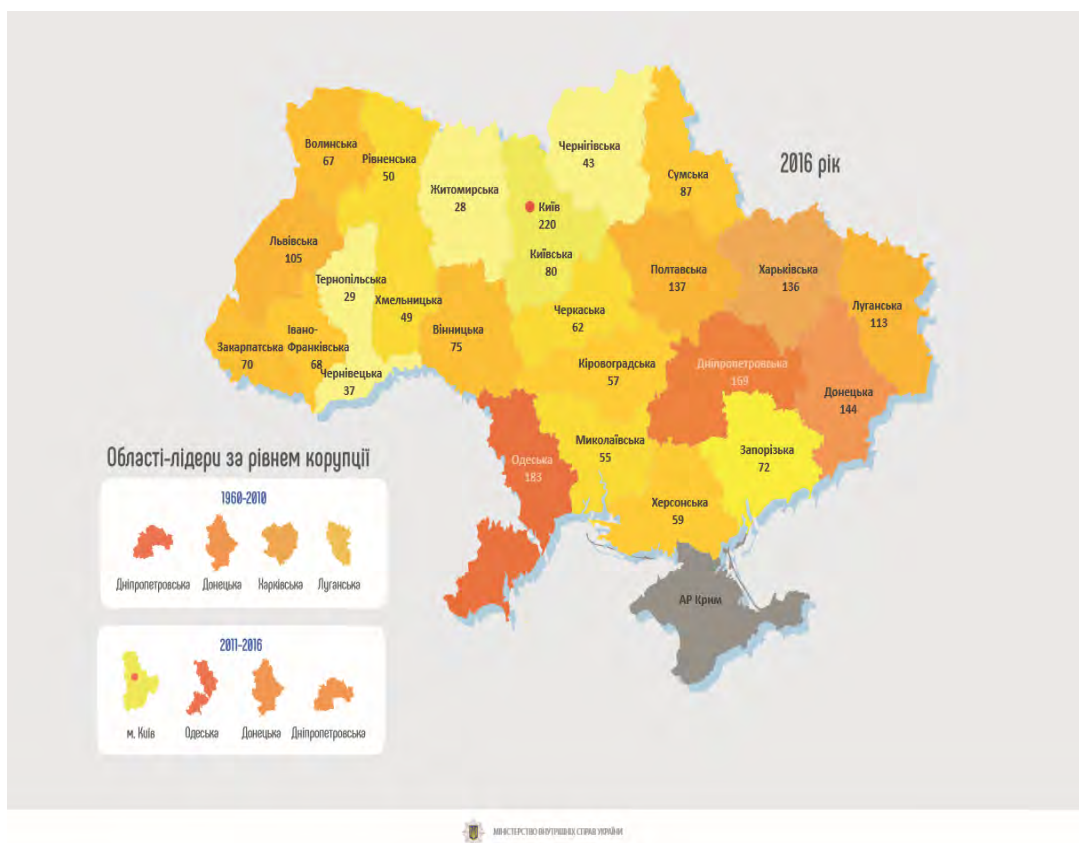 2016 рік
Волинська
67
Рівненська
50
Житомирська
28
Чернігівська
43
Сумська
87
Київ
220
Київська
80
Львівська
105
Тернопільська
29
Хмельницька
49
Вінницька
75
Черкаська
62
Полтавська
137
Харьківська
136
Луганська
113
Закарпатська
70
Івано-
Франківська
68
Чернівецька
37
Кіровоградська
57
Дніпропетровська
169
Донецька
144
Одеська
183
Миколаївська
55
Запорізька
72
Херсонська
59
АР Крим
Області-лідери за рівнем корупції
1960-2010
Дніпропетровська Донецька Харківська Луганська
2011-2016
м. Київ Одеська Донецька Дніпропетровська
МІНІСТЕРСТВО ВНУТРІШНІХ СПРАВ УКРАЇНИ